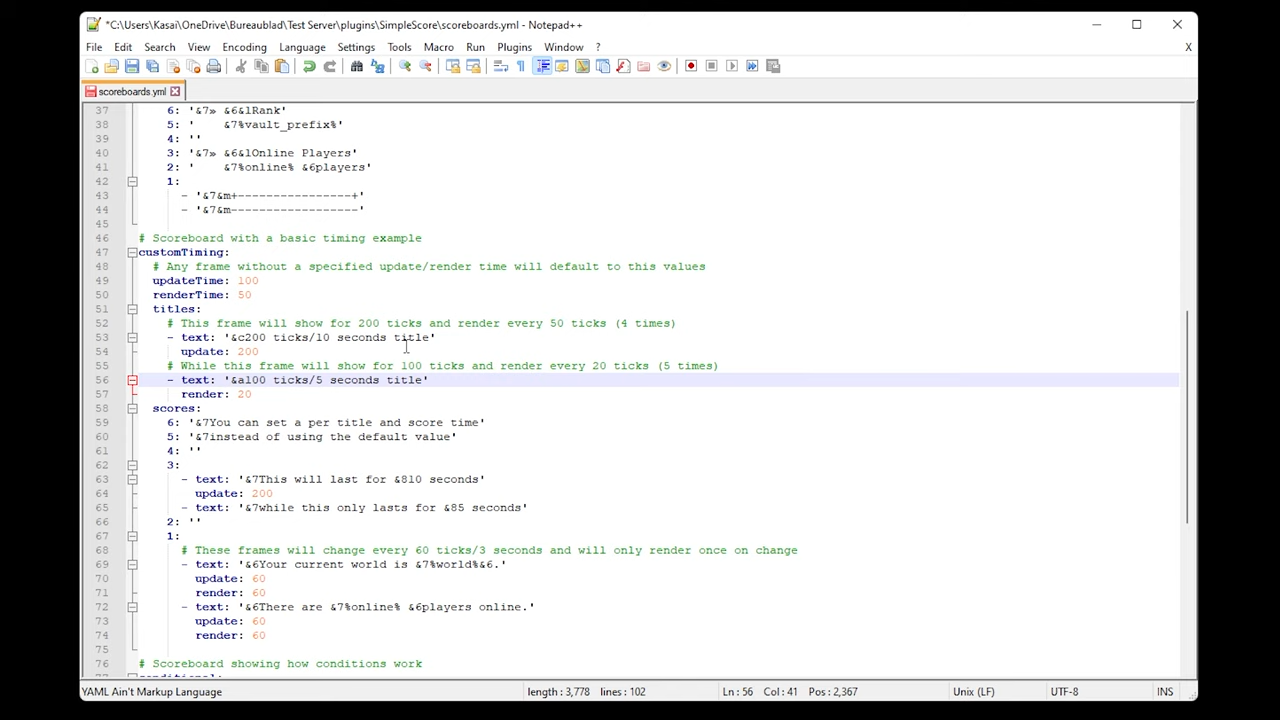 *C:\Users\Kasai\OneDrive\Bureaublad\Test Server\plugins\SimpleScore\scoreboards.yml - Notepad++
File Edit Search View Encoding Language Settings Tools Macro Run Plugins Window ? X
scoreboards.yml
37 6: '&7» &6&lRank'
38 5: ' &7%vault_prefix%'
39 4: ''
40 3: '&7» &6&lOnline Players'
41 2: ' &7%online% &6players'
42 1:
43 - '&7&m+-----------------+'
44 - '&7&m------------------'
45
46 # Scoreboard with a basic timing example
47 customTiming:
48 # Any frame without a specified update/render time will default to this values
49 updateTime: 100
50 renderTime: 50
51 titles:
52 # This frame will show for 200 ticks and render every 50 ticks (4 times)
53 - text: '&c200 ticks/10 seconds title'
54 update: 200
55 # While this frame will show for 100 ticks and render every 20 ticks (5 times)
56 - text: '&a100 ticks/5 seconds title'
57 render: 20
58 scores:
59 6: '&7You can set a per title and score time'
60 5: '&7instead of using the default value'
61 4: ''
62 3:
63 - text: '&7This will last for &810 seconds'
64 update: 200
65 - text: '&7while this only lasts for &85 seconds'
66 2: ''
67 1:
68 # These frames will change every 60 ticks/3 seconds and will only render once on change
69 - text: '&6Your current world is &7%world%&6.'
70 update: 60
71 render: 60
72 - text: '&6There are &7%online% &6players online.'
73 update: 60
74 render: 60
75
76 # Scoreboard showing how conditions work
YAML Ain't Markup Language length : 3,778 lines : 102 Ln : 56 Col : 41 Pos : 2,367 Unix (LF) UTF-8 INS